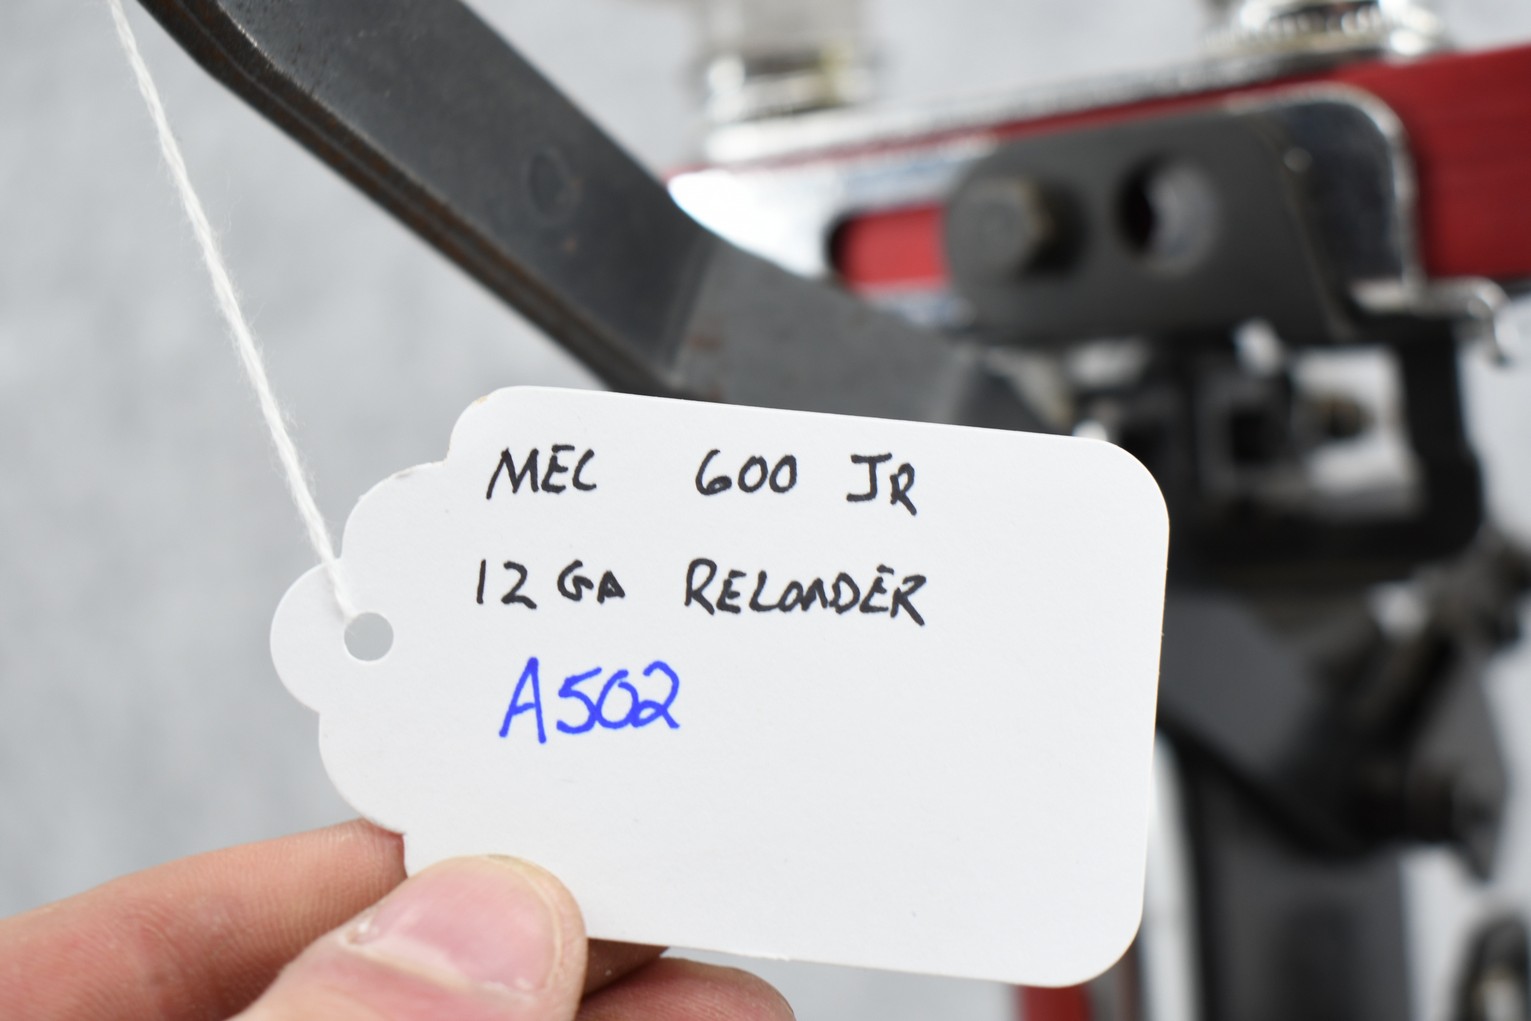 MEC 600 JR
12 GA RELOADER
A502